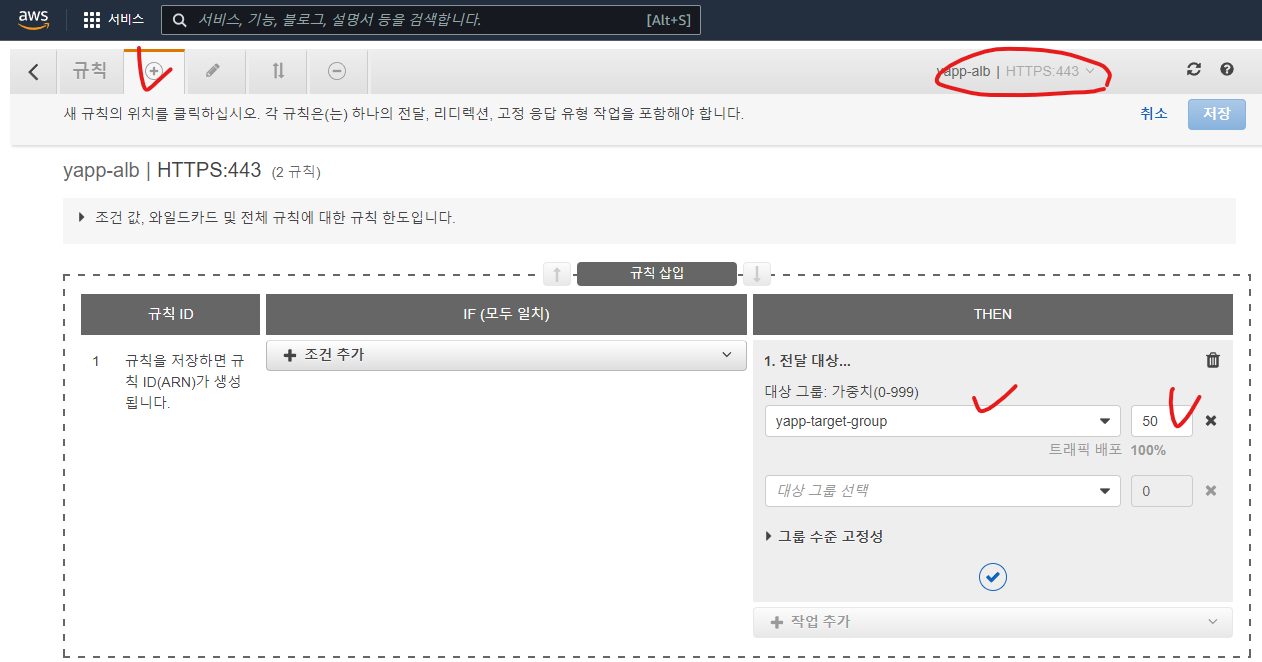 aws
서비스
서비스, 기능, 블로그, 설명서 등을 검색합니다.
[Alt+S]
규칙
yapp-alb | HTTPS:443
새 규칙의 위치를 클릭하십시오. 각 규칙은(는) 하나의 전달, 리디렉션, 고정 응답 유형 작업을 포함해야 합니다.
취소
저장
yapp-alb | HTTPS:443 (2 규칙)
조건 값, 와일드카드 및 전체 규칙에 대한 규칙 한도입니다.
규칙 삽입
규칙 ID
IF (모두 일치)
THEN
1
규칙을 저장하면 규
칙 ID(ARN)가 생성
됩니다.
조건 추가
1. 전달 대상...
대상 그룹: 가중치(0-999)
yapp-target-group
50
트래픽 배포 100%
대상 그룹 선택
0
그룹 수준 고정성
작업 추가